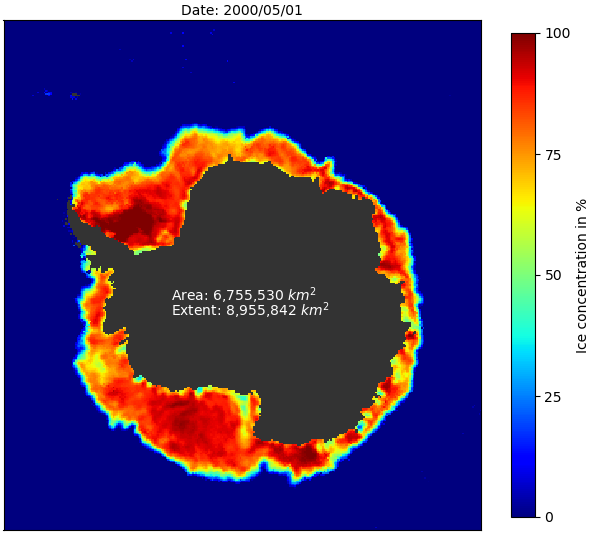 Date: 2000/05/01
100
75
50
25
0
Ice concentration in %
Area: 6,755,530 km²
Extent: 8,955,842 km²